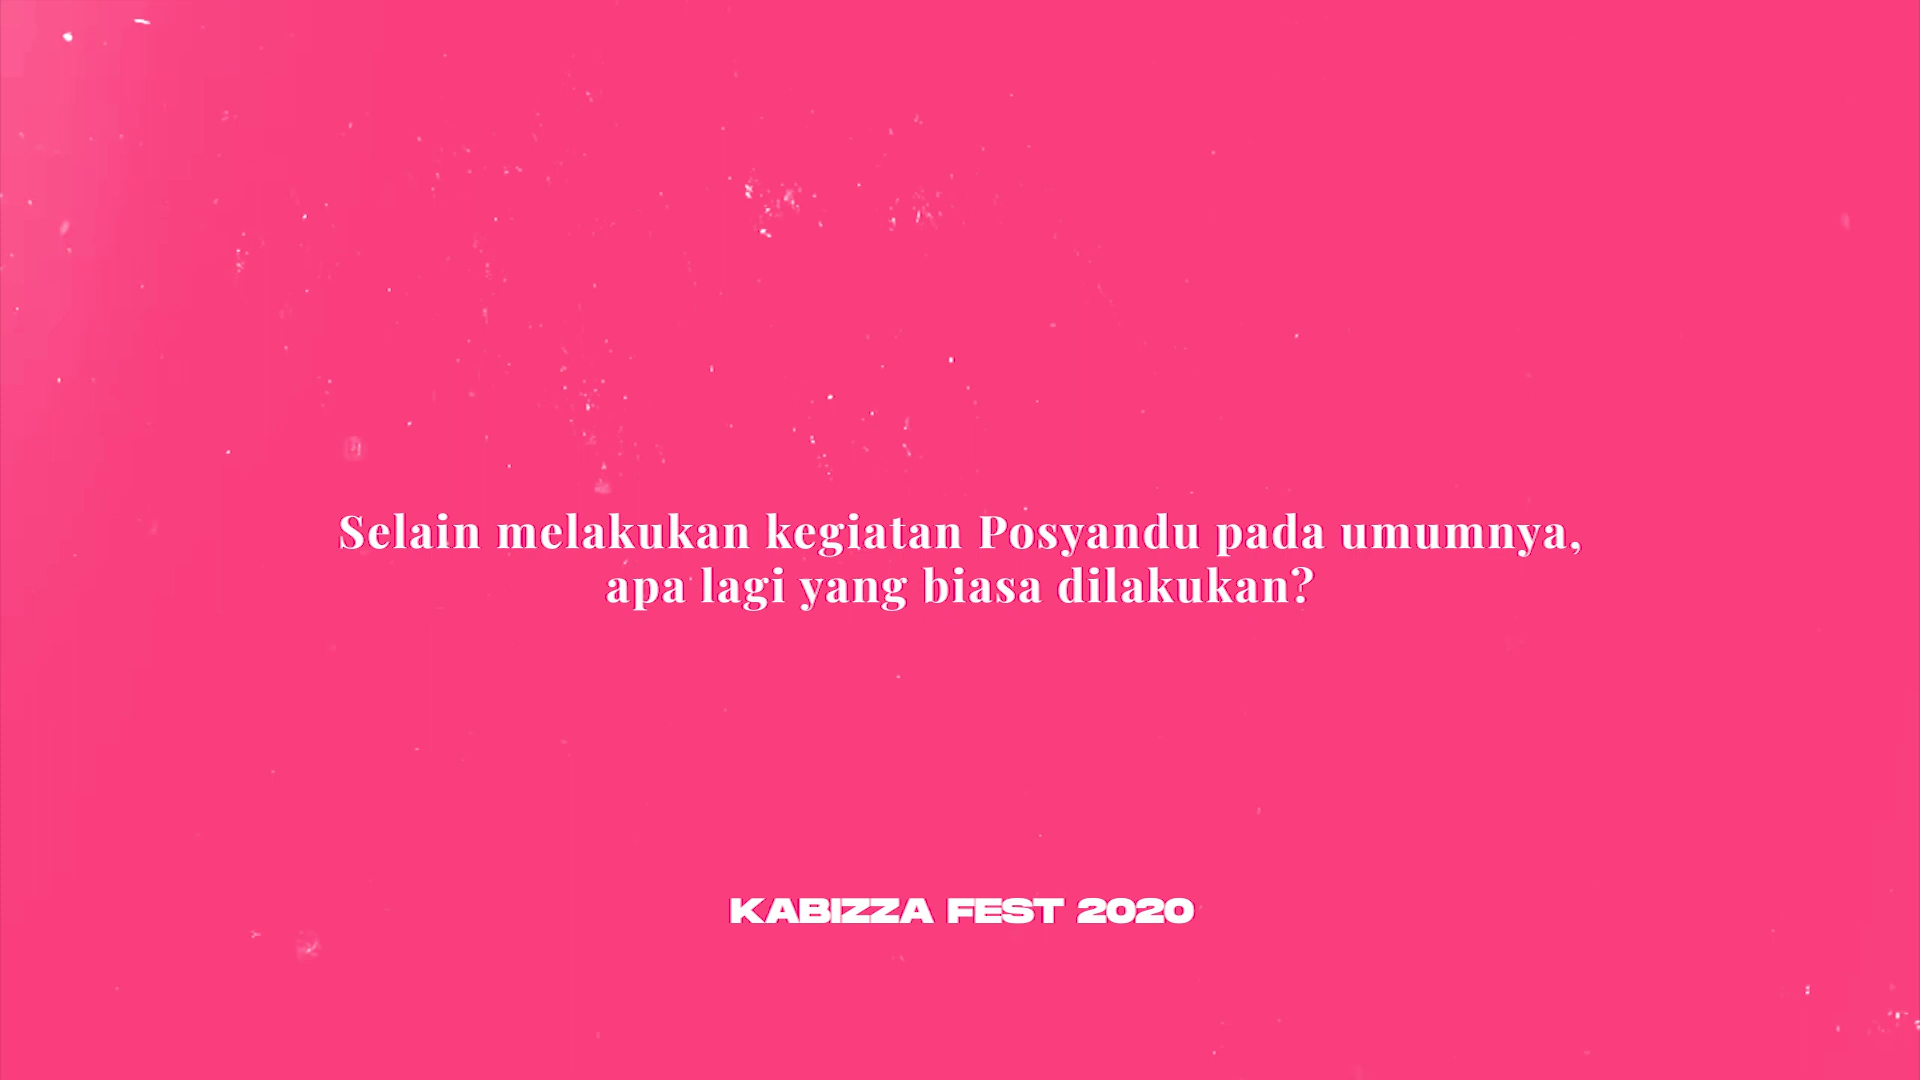 Selain melakukan kegiatan Posyandu pada umumnya,
apa lagi yang biasa dilakukan?
KABIZZA FEST 2020